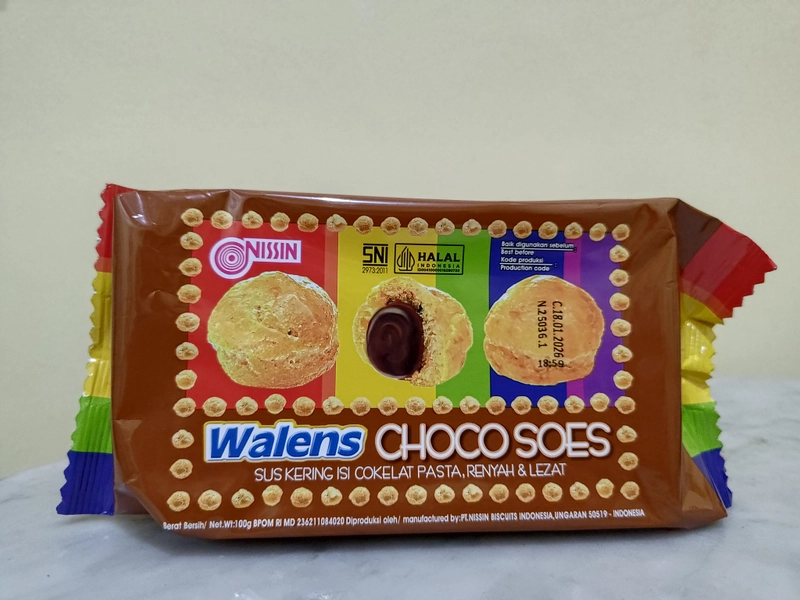 NISSIN
SNI
2973:2011
HALAL
INDONESIA
Baik digunakan sebelum
Best before
Kode produksi
Production code
C.18.01.2026
N.25036.1
18:59
Walens CHOCO SOES
SUS KERING ISI COKELAT PASTA, RENYAH & LEZAT
Berat Bersih/ Net.Wt:100g BPOM RI MD 236211084020 Diproduksi oleh/ manufactured by:PT.NISSIN BISCUITS INDONESIA,UNGARAN 50519 - INDONESIA